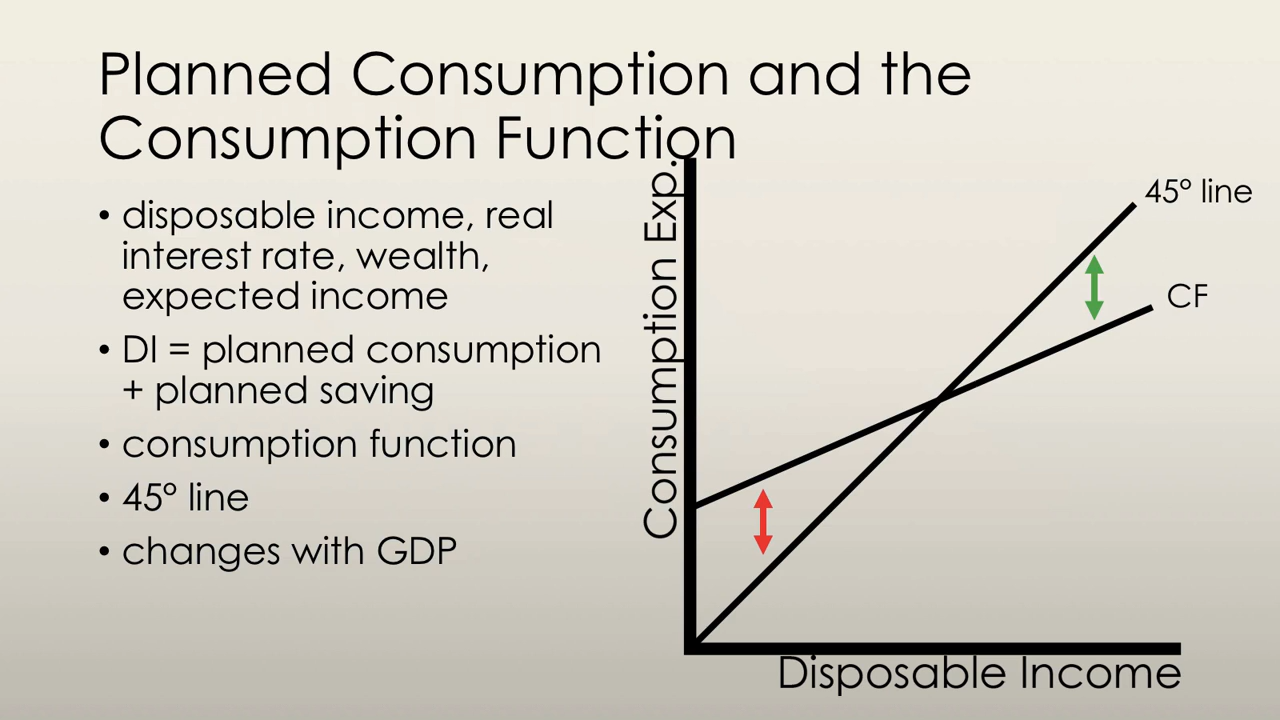 Planned Consumption and the
Consumption Function
• disposable income, real
interest rate, wealth,
expected income
• DI = planned consumption
+ planned saving
• consumption function
• 45° line
• changes with GDP
Consumption Exp.
45° line
CF
Disposable Income